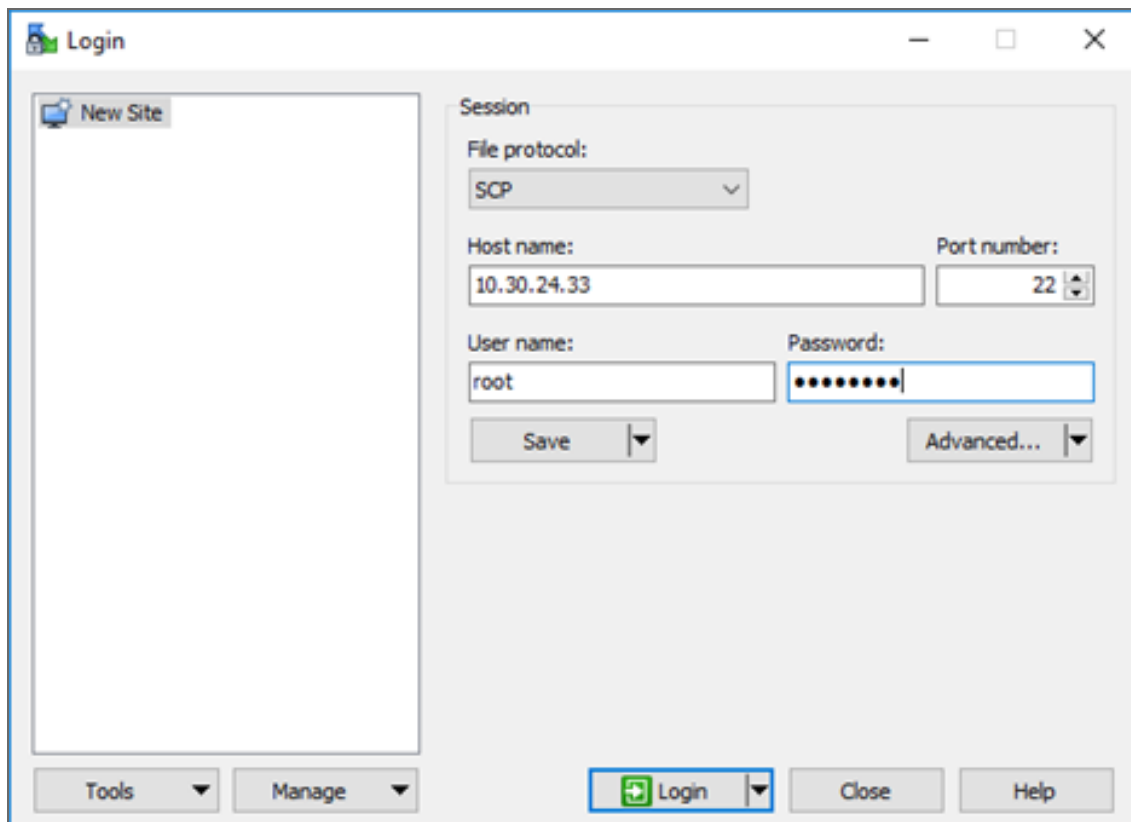 Login
New Site
Session
File protocol:
SCP
Host name:
Port number:
10.30.24.33
22
User name:
Password:
root
••••••••
Save
Advanced...
Tools
Manage
Login
Close
Help